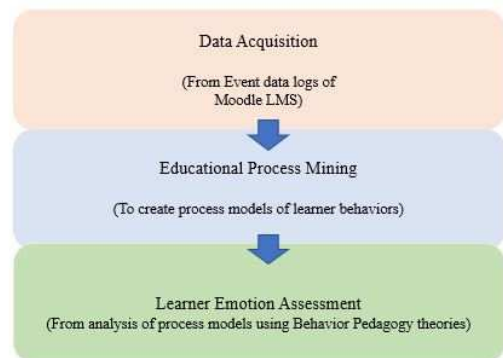 Data Acquisition
(From Event data logs of
Moodle LMS)
Educational Process Mining
(To create process models of learner behaviors)
Learner Emotion Assessment
(From analysis of process models using Behavior Pedagogy theories)